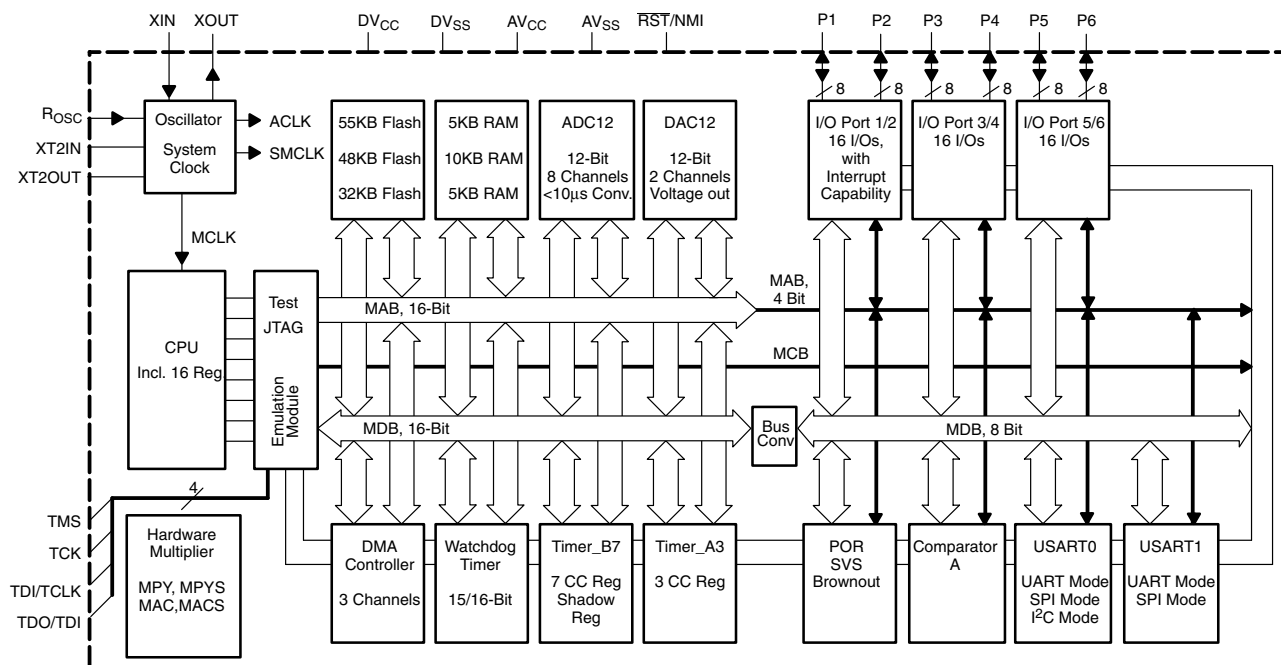 XIN
XOUT
DVCC
DVSS
AVCC
AVSS
RST/NMI
P1
P2
P3
P4
P5
P6
8
8
8
8
8
8
ROSC
XT2IN
XT2OUT
Oscillator
System
Clock
ACLK
SMCLK
MCLK
55KB Flash
48KB Flash
32KB Flash
5KB RAM
10KB RAM
5KB RAM
ADC12
12-Bit
8 Channels
<10μs Conv.
DAC12
12-Bit
2 Channels
Voltage out
I/O Port 1/2
16 I/Os,
with
Interrupt
Capability
I/O Port 3/4
16 I/Os
I/O Port 5/6
16 I/Os
CPU
Incl. 16 Reg.
Test
JTAG
Emulation
Module
MAB, 16-Bit
MAB,
4 Bit
MCB
MDB, 16-Bit
Bus
Conv
MDB, 8 Bit
4
TMS
TCK
TDI/TCLK
TDO/TDI
Hardware
Multiplier
MPY, MPYS
MAC,MACS
DMA
Controller
3 Channels
Watchdog
Timer
15/16-Bit
Timer_B7
7 CC Reg
Shadow
Reg
Timer_A3
3 CC Reg
POR
SVS
Brownout
Comparator
A
USART0
UART Mode
SPI Mode
I²C Mode
USART1
UART Mode
SPI Mode